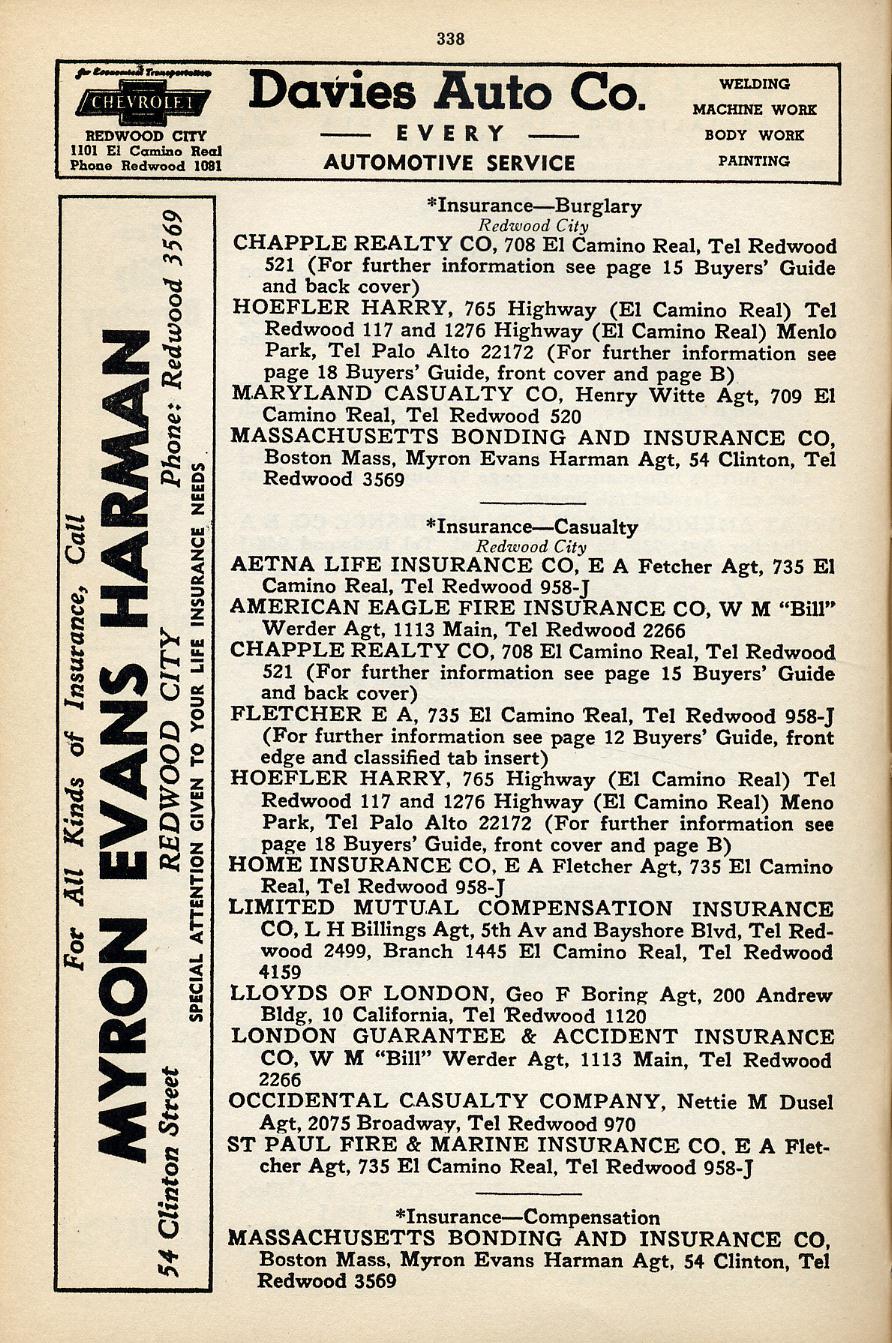 338
for Economical Transportation
CHEVROLET
REDWOOD CITY
1101 El Camino Real
Phone Redwood 1081
Davies Auto Co.
EVERY
AUTOMOTIVE SERVICE
WELDING
MACHINE WORK
BODY WORK
PAINTING
For All Kinds of Insurance, Call
MYRON EVANS HARMAN
54 Clinton Street REDWOOD CITY Phone: Redwood 3569
SPECIAL ATTENTION GIVEN TO YOUR LIFE INSURANCE NEEDS
*Insurance—Burglary
Redwood City
CHAPPLE REALTY CO, 708 El Camino Real, Tel Redwood
521 (For further information see page 15 Buyers' Guide
and back cover)
HOEFLER HARRY, 765 Highway (El Camino Real) Tel
Redwood 117 and 1276 Highway (El Camino Real) Menlo
Park, Tel Palo Alto 22172 (For further information see
page 18 Buyers' Guide, front cover and page B)
MARYLAND CASUALTY CO, Henry Witte Agt, 709 El
Camino Real, Tel Redwood 520
MASSACHUSETTS BONDING AND INSURANCE CO,
Boston Mass, Myron Evans Harman Agt, 54 Clinton, Tel
Redwood 3569
*Insurance—Casualty
Redwood City
AETNA LIFE INSURANCE CO, E A Fetcher Agt, 735 El
Camino Real, Tel Redwood 958-J
AMERICAN EAGLE FIRE INSURANCE CO, W M "Bill"
Werder Agt, 1113 Main, Tel Redwood 2266
CHAPPLE REALTY CO, 708 El Camino Real, Tel Redwood
521 (For further information see page 15 Buyers' Guide
and back cover)
FLETCHER E A, 735 El Camino Real, Tel Redwood 958-J
(For further information see page 12 Buyers' Guide, front
edge and classified tab insert)
HOEFLER HARRY, 765 Highway (El Camino Real) Tel
Redwood 117 and 1276 Highway (El Camino Real) Meno
Park, Tel Palo Alto 22172 (For further information see
page 18 Buyers' Guide, front cover and page B)
HOME INSURANCE CO, E A Fletcher Agt, 735 El Camino
Real, Tel Redwood 958-J
LIMITED MUTUAL COMPENSATION INSURANCE
CO, L H Billings Agt, 5th Av and Bayshore Blvd, Tel Red-
wood 2499, Branch 1445 El Camino Real, Tel Redwood
4159
LLOYDS OF LONDON, Geo F Boring Agt, 200 Andrew
Bldg, 10 California, Tel Redwood 1120
LONDON GUARANTEE & ACCIDENT INSURANCE
CO, W M "Bill" Werder Agt, 1113 Main, Tel Redwood
2266
OCCIDENTAL CASUALTY COMPANY, Nettie M Dusel
Agt, 2075 Broadway, Tel Redwood 970
ST PAUL FIRE & MARINE INSURANCE CO. E A Flet-
cher Agt, 735 El Camino Real, Tel Redwood 958-J
*Insurance—Compensation
MASSACHUSETTS BONDING AND INSURANCE CO,
Boston Mass, Myron Evans Harman Agt, 54 Clinton, Tel
Redwood 3569